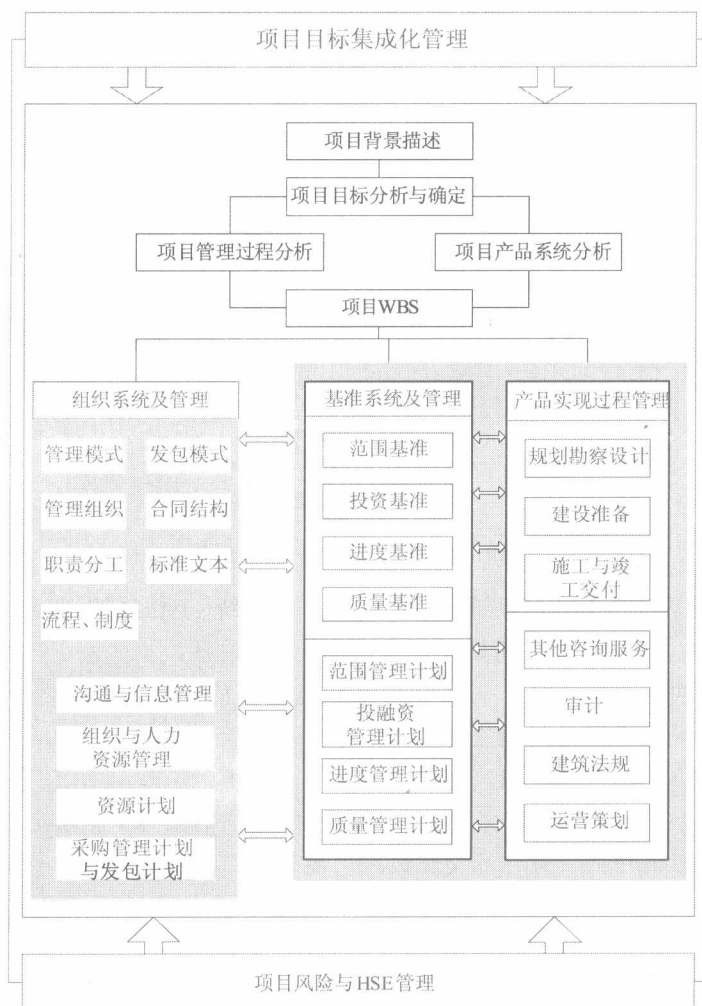 项目目标集成化管理
项目背景描述
项目目标分析与确定
项目管理过程分析
项目产品系统分析
项目WBS
组织系统及管理
管理模式
发包模式
管理组织
合同结构
职责分工
标准文本
流程、制度
沟通与信息管理
组织与人力
资源管理
资源计划
采购管理计划
与发包计划
基准系统及管理
范围基准
投资基准
进度基准
质量基准
范围管理计划
投融资
管理计划
进度管理计划
质量管理计划
产品实现过程管理
规划勘察设计
建设准备
施工与竣
工交付
其他咨询服务
审计
建筑法规
运营策划
项目风险与HSE管理